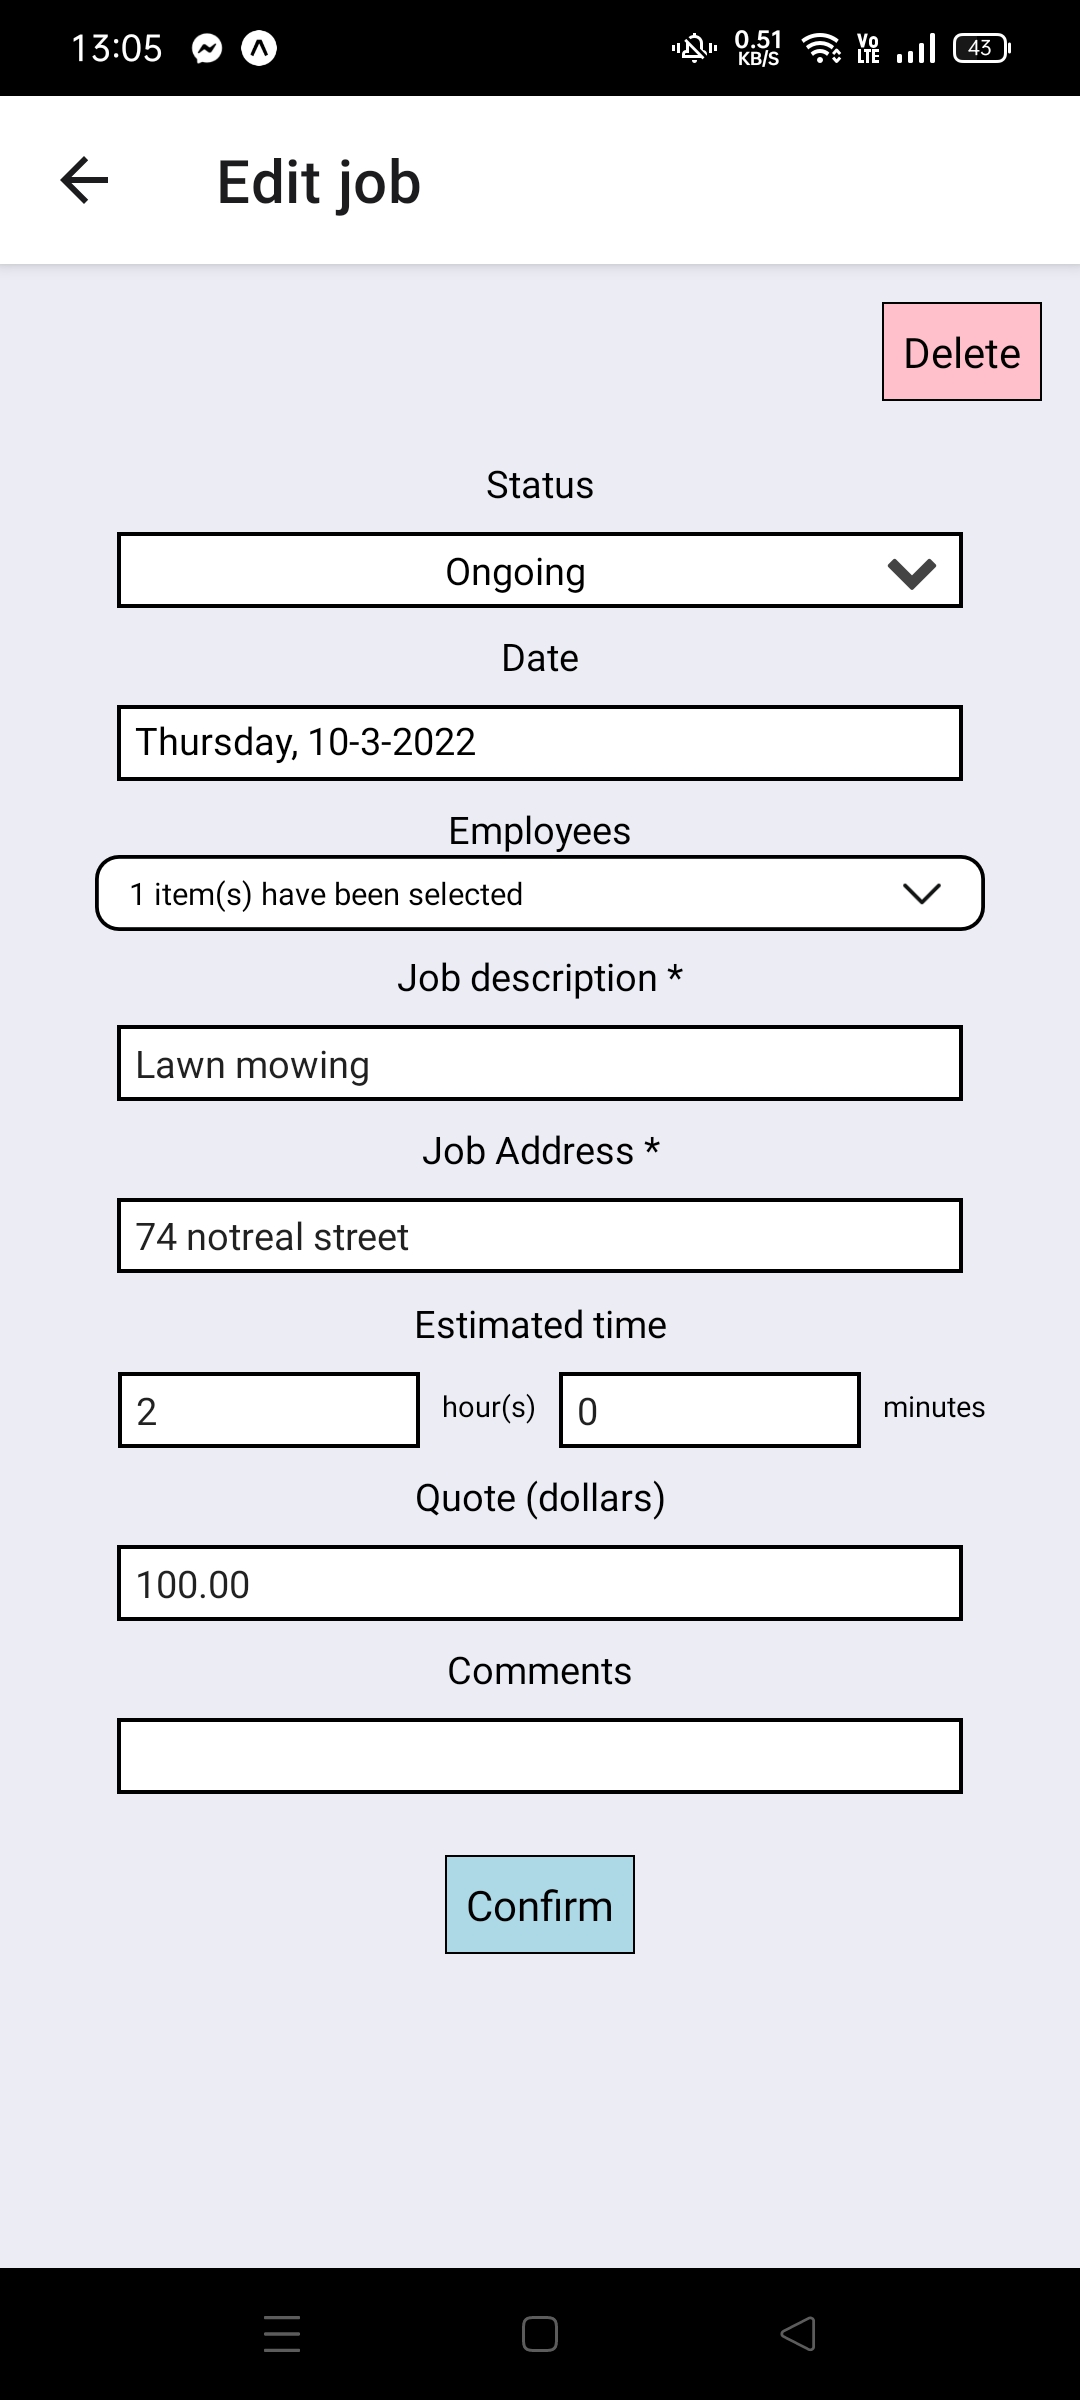 13:05
0.51 KB/S
Vo LTE
43
Edit job
Delete
Status
Ongoing
Date
Thursday, 10-3-2022
Employees
1 item(s) have been selected
Job description *
Lawn mowing
Job Address *
74 notreal street
Estimated time
2 hour(s) 0 minutes
Quote (dollars)
100.00
Comments
Confirm